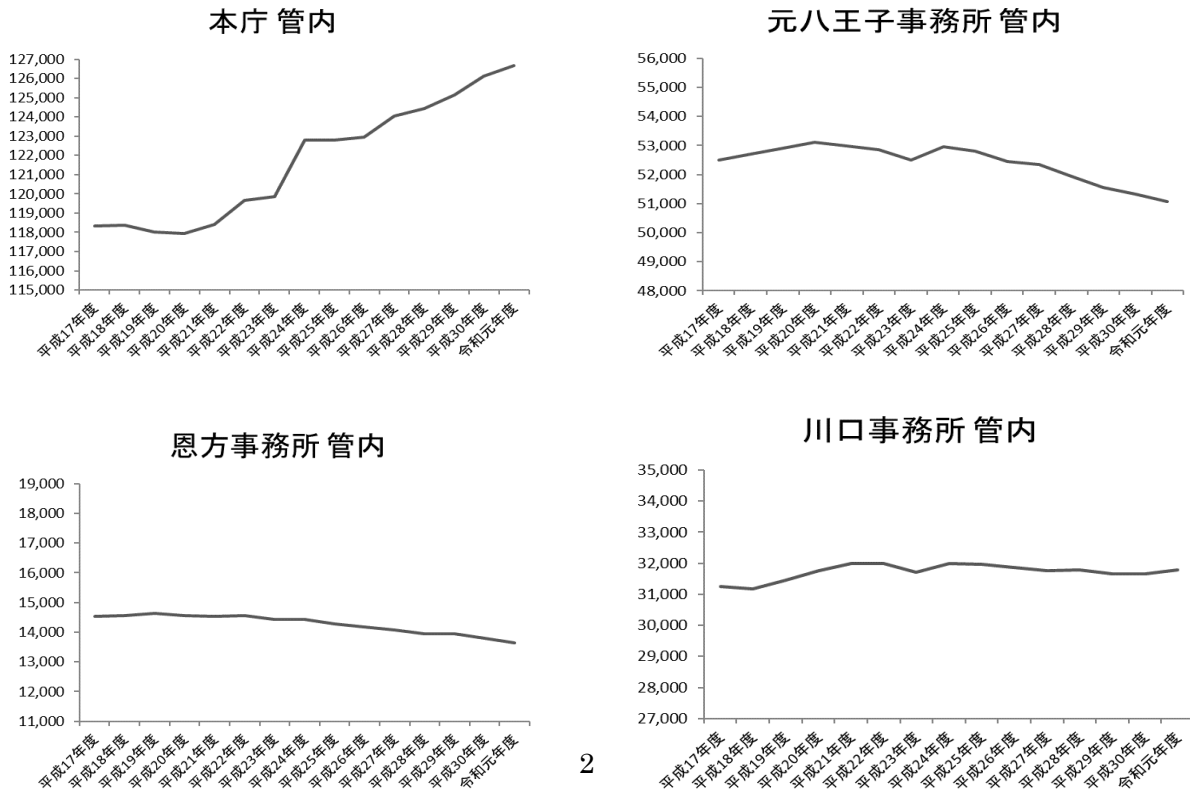 本庁 管内
127,000
126,000
125,000
124,000
123,000
122,000
121,000
120,000
119,000
118,000
117,000
116,000
115,000
平成17年度
平成18年度
平成19年度
平成20年度
平成21年度
平成22年度
平成23年度
平成24年度
平成25年度
平成26年度
平成27年度
平成28年度
平成29年度
平成30年度
令和元年度
元八王子事務所 管内
56,000
55,000
54,000
53,000
52,000
51,000
50,000
49,000
48,000
平成17年度
平成18年度
平成19年度
平成20年度
平成21年度
平成22年度
平成23年度
平成24年度
平成25年度
平成26年度
平成27年度
平成28年度
平成29年度
平成30年度
令和元年度
恩方事務所 管内
19,000
18,000
17,000
16,000
15,000
14,000
13,000
12,000
11,000
平成17年度
平成18年度
平成19年度
平成20年度
平成21年度
平成22年度
平成23年度
平成24年度
平成25年度
平成26年度
平成27年度
平成28年度
平成29年度
平成30年度
令和元年度
川口事務所 管内
35,000
34,000
33,000
32,000
31,000
30,000
29,000
28,000
27,000
平成17年度
平成18年度
平成19年度
平成20年度
平成21年度
平成22年度
平成23年度
平成24年度
平成25年度
平成26年度
平成27年度
平成28年度
平成29年度
平成30年度
令和元年度
2